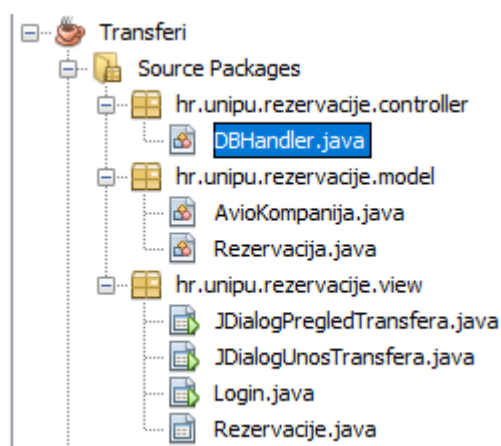 Transferi
Source Packages
hr.unipu.rezervacije.controller
DBHandler.java
hr.unipu.rezervacije.model
AvioKompanija.java
Rezervacija.java
hr.unipu.rezervacije.view
JDialogPregledTransfera.java
JDialogUnosTransfera.java
Login.java
Rezervacije.java